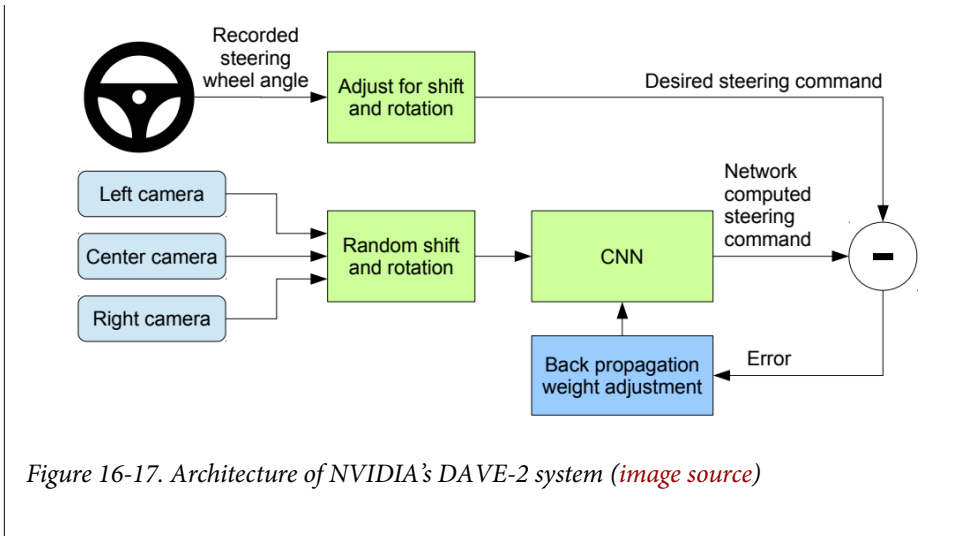 Recorded
steering
wheel angle
Adjust for shift
and rotation
Desired steering command
Left camera
Center camera
Right camera
Random shift
and rotation
CNN
Network
computed
steering
command
-
Back propagation
weight adjustment
Error
Figure 16-17. Architecture of NVIDIA's DAVE-2 system (image source)